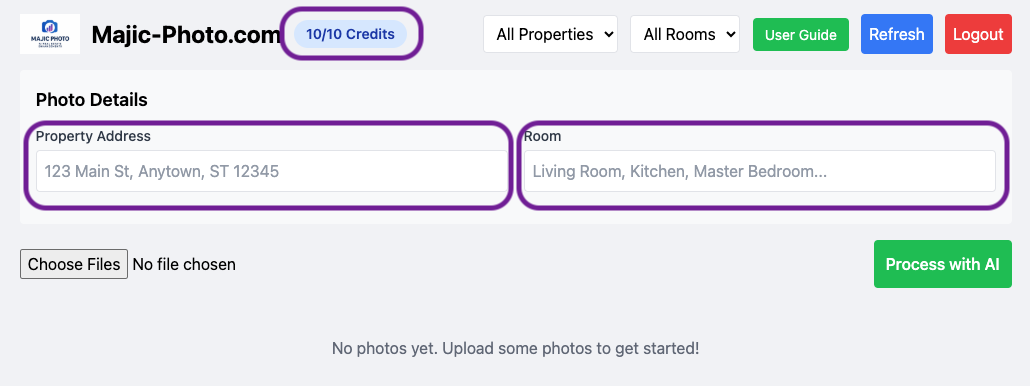 MAJIC PHOTO
Majic-Photo.com
10/10 Credits
All Properties
All Rooms
User Guide
Refresh
Logout
Photo Details
Property Address
Room
123 Main St, Anytown, ST 12345
Living Room, Kitchen, Master Bedroom...
Choose Files No file chosen
Process with AI
No photos yet. Upload some photos to get started!